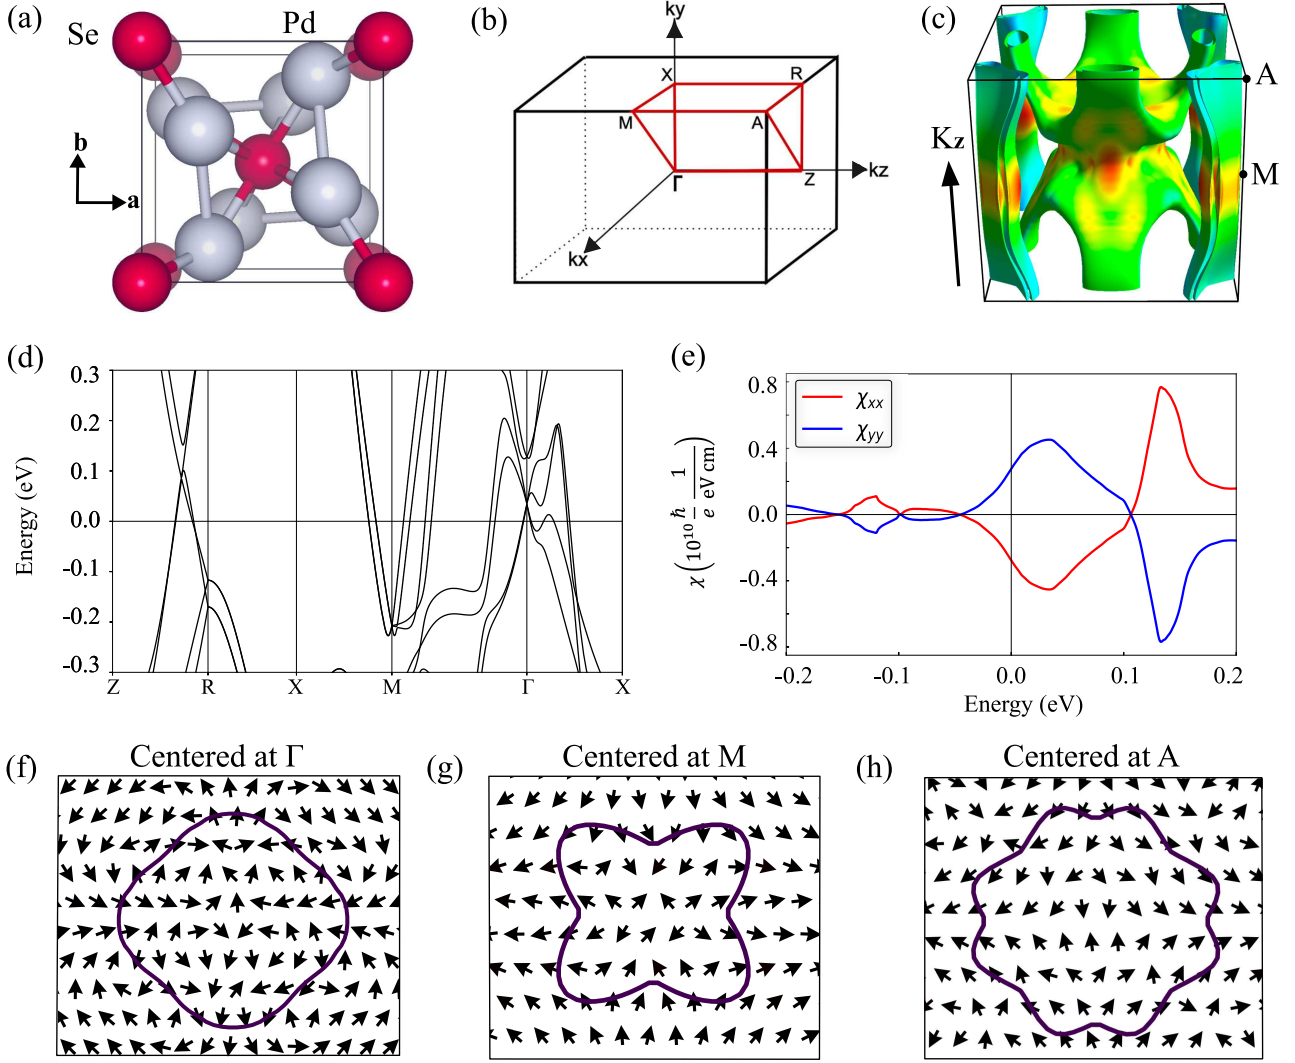 (a)
Se
Pd
b
a
(b)
ky
X
R
M
A
Γ
Z
kz
kx
(c)
A
Kz
M
(d)
Energy (eV)
0.3
0.2
0.1
0.0
-0.1
-0.2
-0.3
Z R X M Γ X
(e)
χ (10¹⁰ ħ/e 1/eV cm)
0.8
0.4
0.0
-0.4
-0.8
χxx
χyy
-0.2 -0.1 0.0 0.1 0.2
Energy (eV)
(f)
Centered at Γ
(g)
Centered at M
(h)
Centered at A